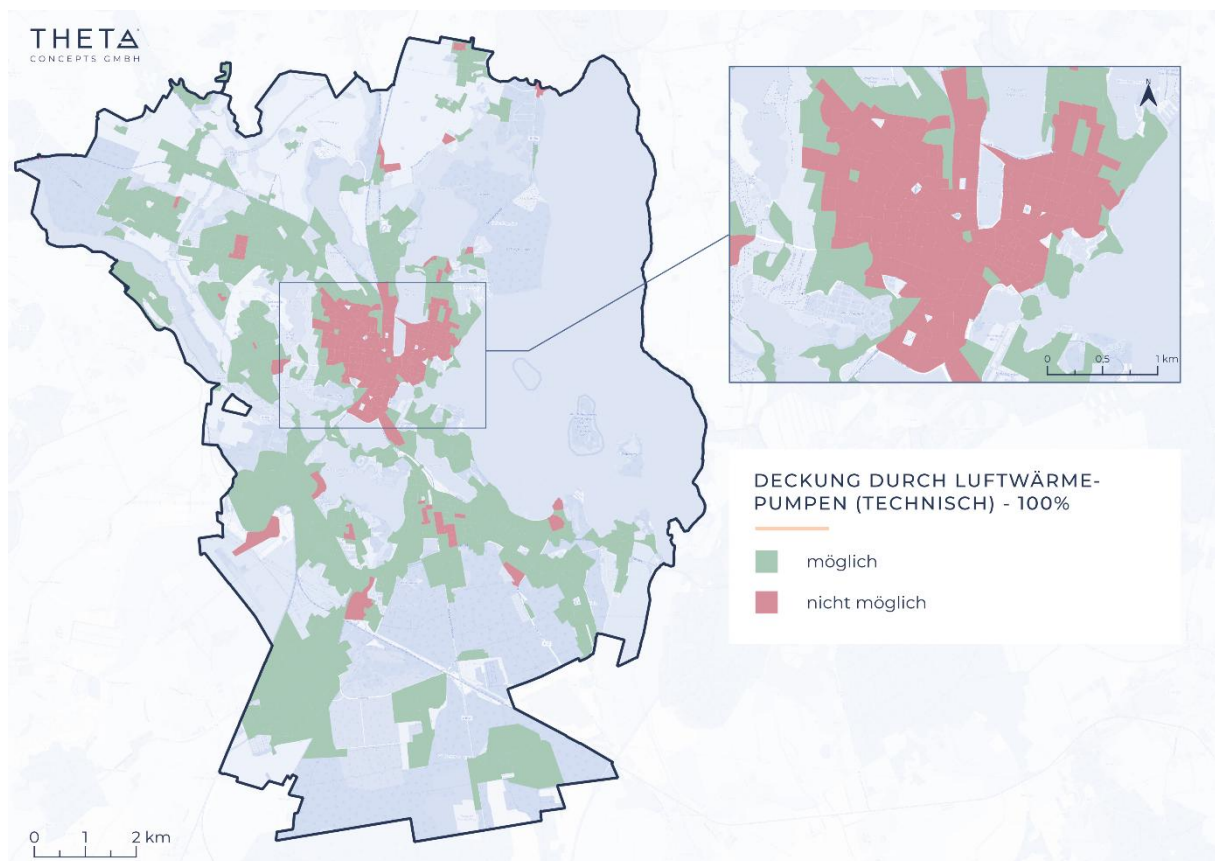 THETA
CONCEPTS GMBH
N
0 0,5 1 km
DECKUNG DURCH LUFTWÄRME-
PUMPEN (TECHNISCH) - 100%
möglich
nicht möglich
0 1 2 km